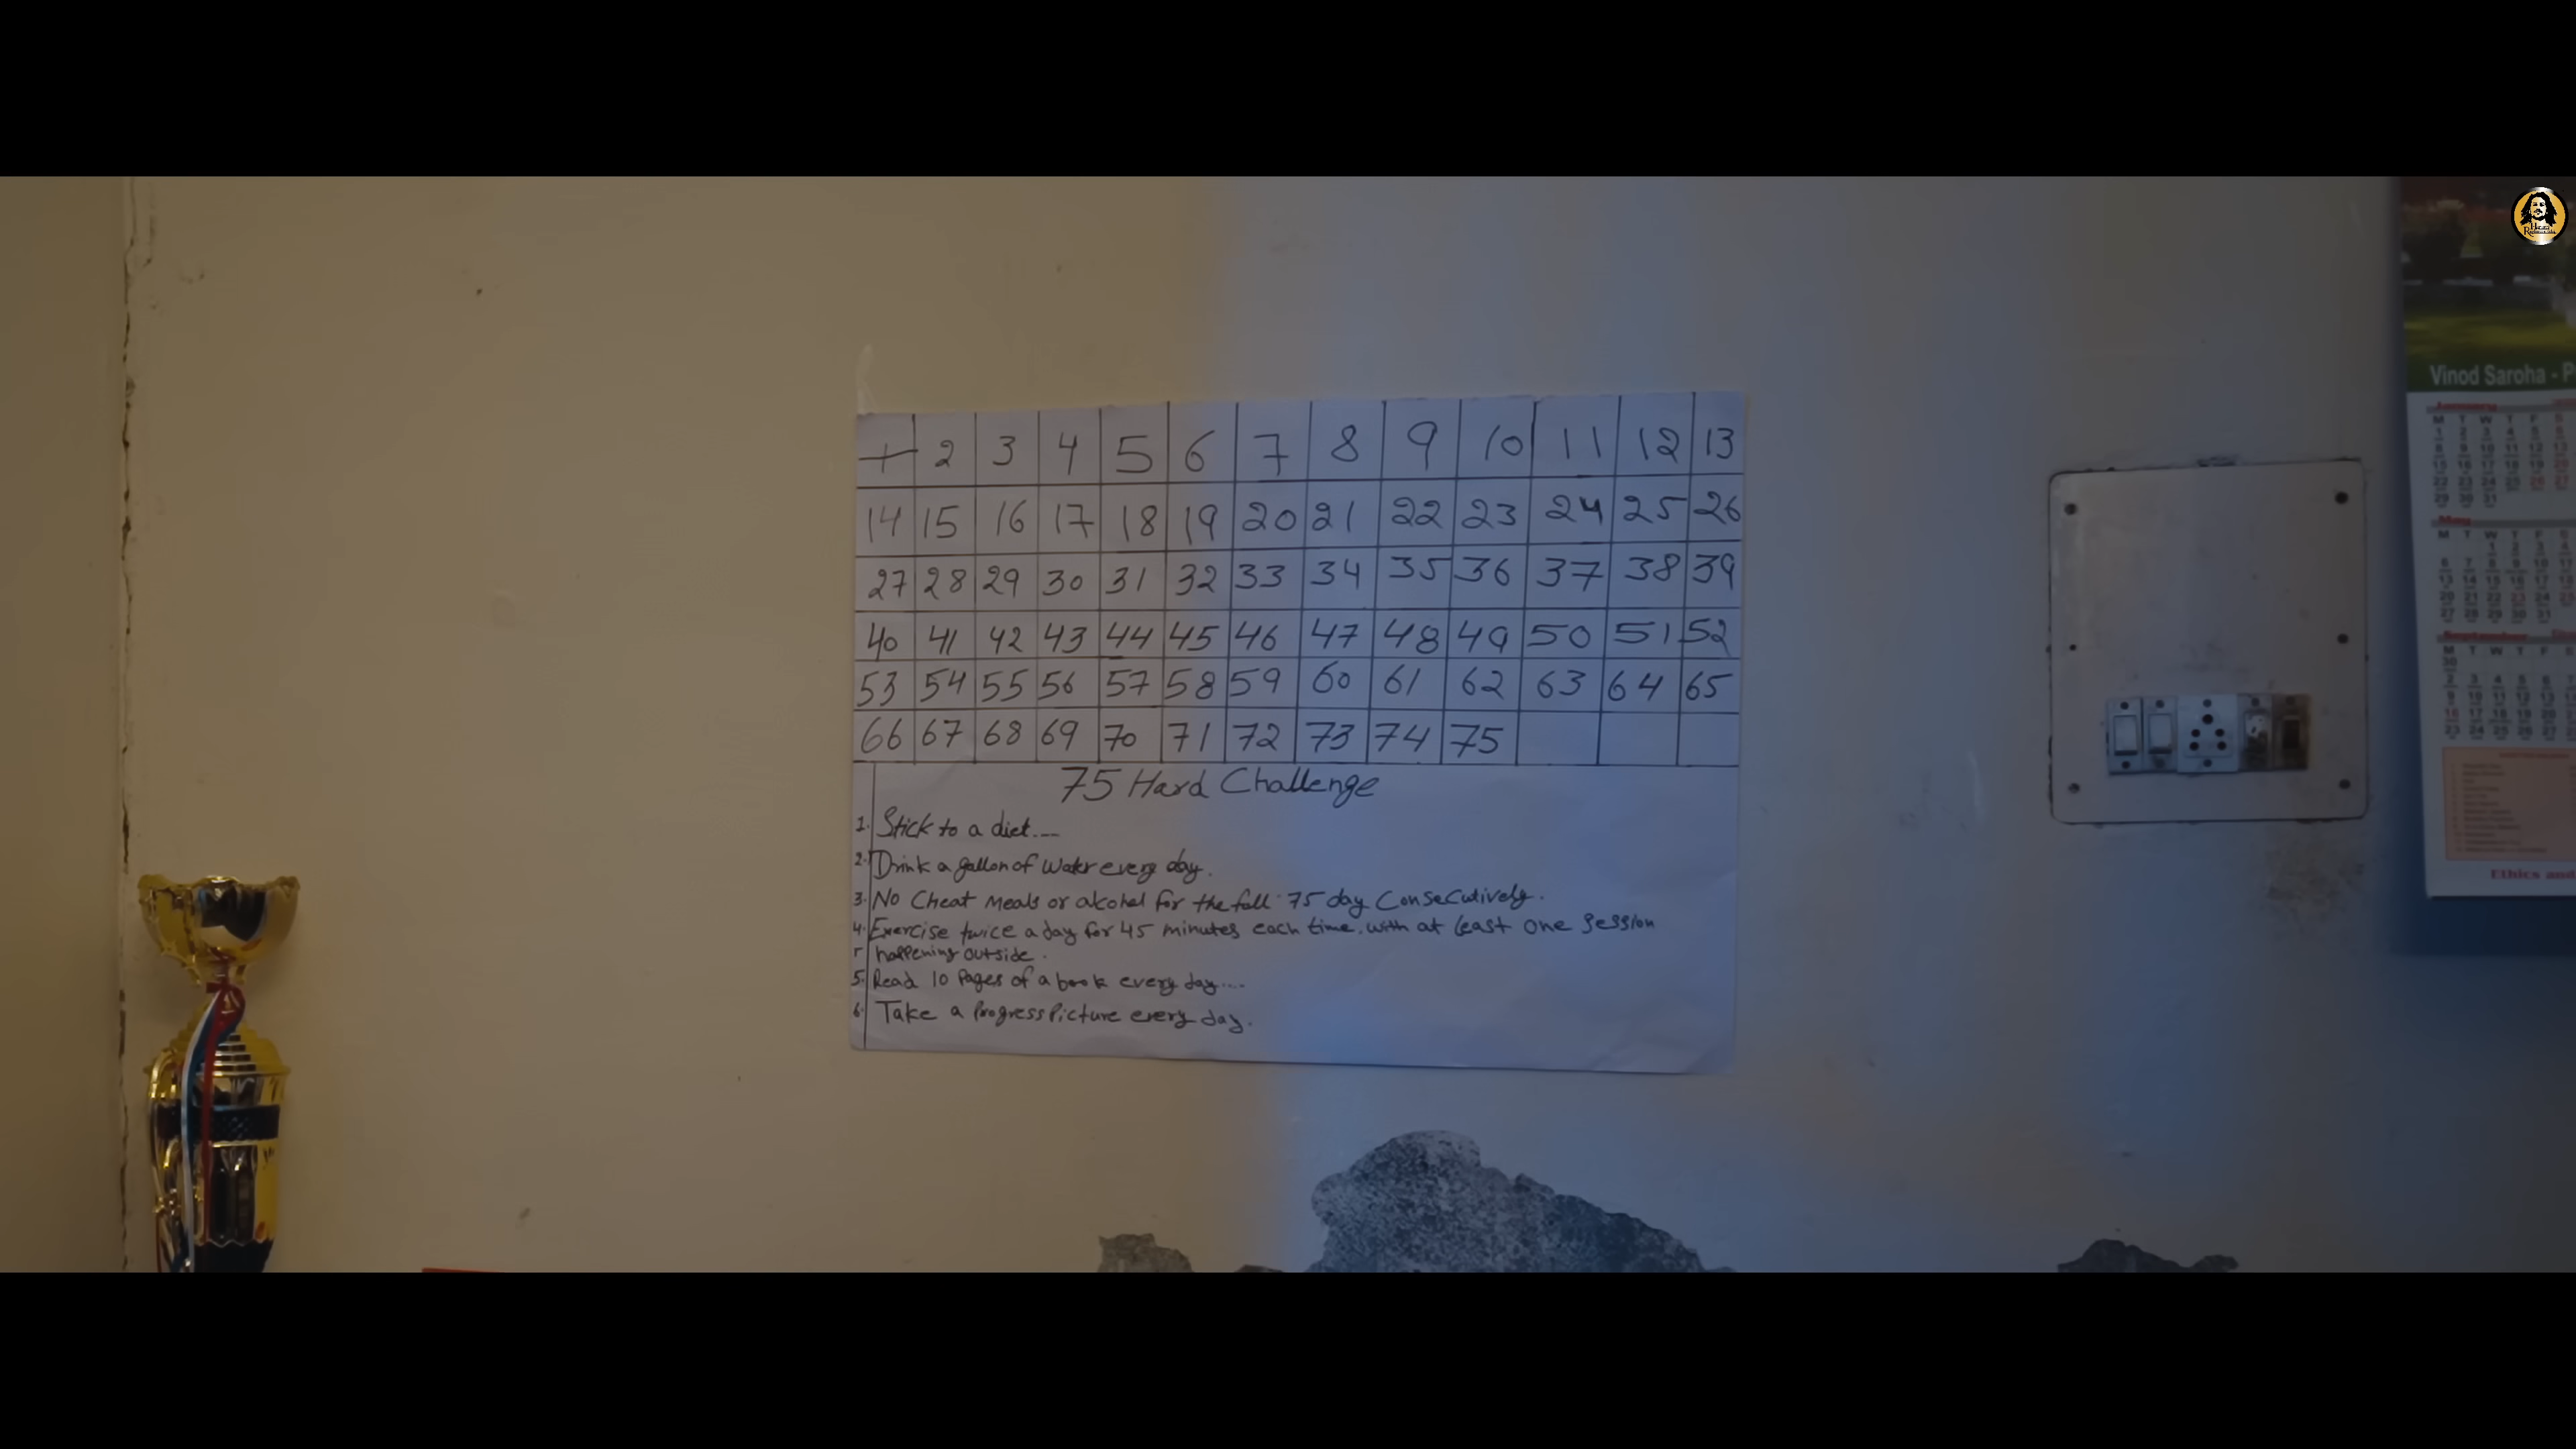 1 2 3 4 5 6 7 8 9 10 11 12 13
14 15 16 17 18 19 20 21 22 23 24 25 26
27 28 29 30 31 32 33 34 35 36 37 38 39
40 41 42 43 44 45 46 47 48 49 50 51 52
53 54 55 56 57 58 59 60 61 62 63 64 65
66 67 68 69 70 71 72 73 74 75
75 Hard Challenge
1. Stick to a diet....
2. Drink a gallon of Water every day.
3. No Cheat Meals or alcohol for the full 75 day Consecutively.
4. Exercise twice a day for 45 minutes each time. with at least one session
happening outside.
5. Read 10 Pages of a book every day....
6. Take a Progress Picture every day.
Vinod Saroha - P
January
May
September
Ethics and